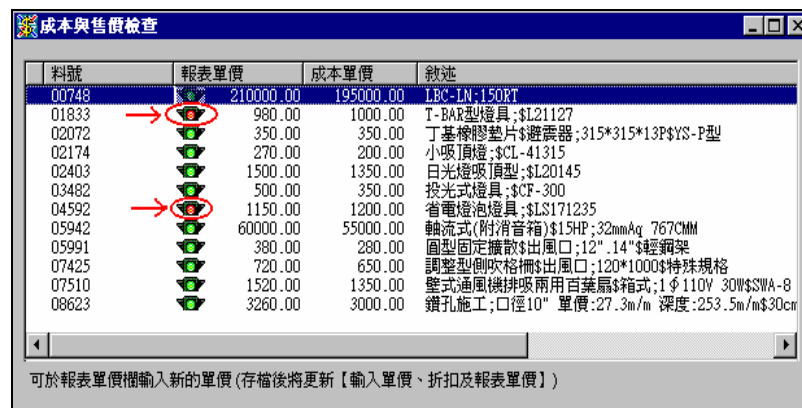 成本與售價檢查
料號 報表單價 成本單價 敘述
00748 210000.00 195000.00 LBC-LN;150RT
01833 980.00 1000.00 T-BAR型燈具;$L21127
02072 350.00 350.00 丁基橡膠墊片$避震器;315*315*13P$YS-P型
02174 270.00 200.00 小吸頂燈;$CL-41315
02403 1500.00 1350.00 日光燈吸頂型;$L20145
03482 500.00 350.00 投光式燈具;$CF-300
04592 1150.00 1200.00 省電燈泡燈具;$LS171235
05942 60000.00 55000.00 軸流式(附消音箱)$15HP;32mmAq 767CMM
05991 380.00 280.00 圓型固定擴散$出風口;12".14"$輕鋼架
07425 720.00 650.00 調整型側吹格柵$出風口;120*1000$特殊規格
07510 1520.00 1350.00 壁式通風機排吸兩用百葉扇$箱式;1∮110V 30W$SWA-8
08623 3260.00 3000.00 鑽孔施工;口徑10" 單價:27.3m/m 深度:253.5m/m$30cm
可於報表單價欄輸入新的單價(存檔後將更新【輸入單價、折扣及報表單價】)